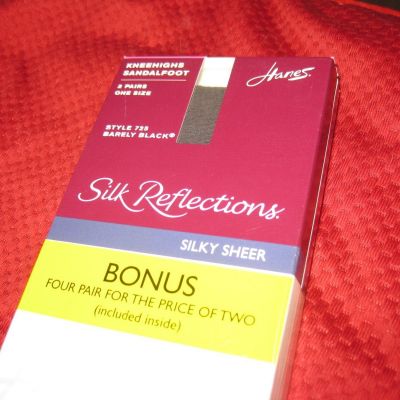 KNEEHIGHS
SANDALFOOT
2 PAIRS
ONE SIZE
Hanes.
STYLE 725
BARELY BLACK®
Silk Reflections.
SILKY SHEER
BONUS
FOUR PAIR FOR THE PRICE OF TWO
(included inside)